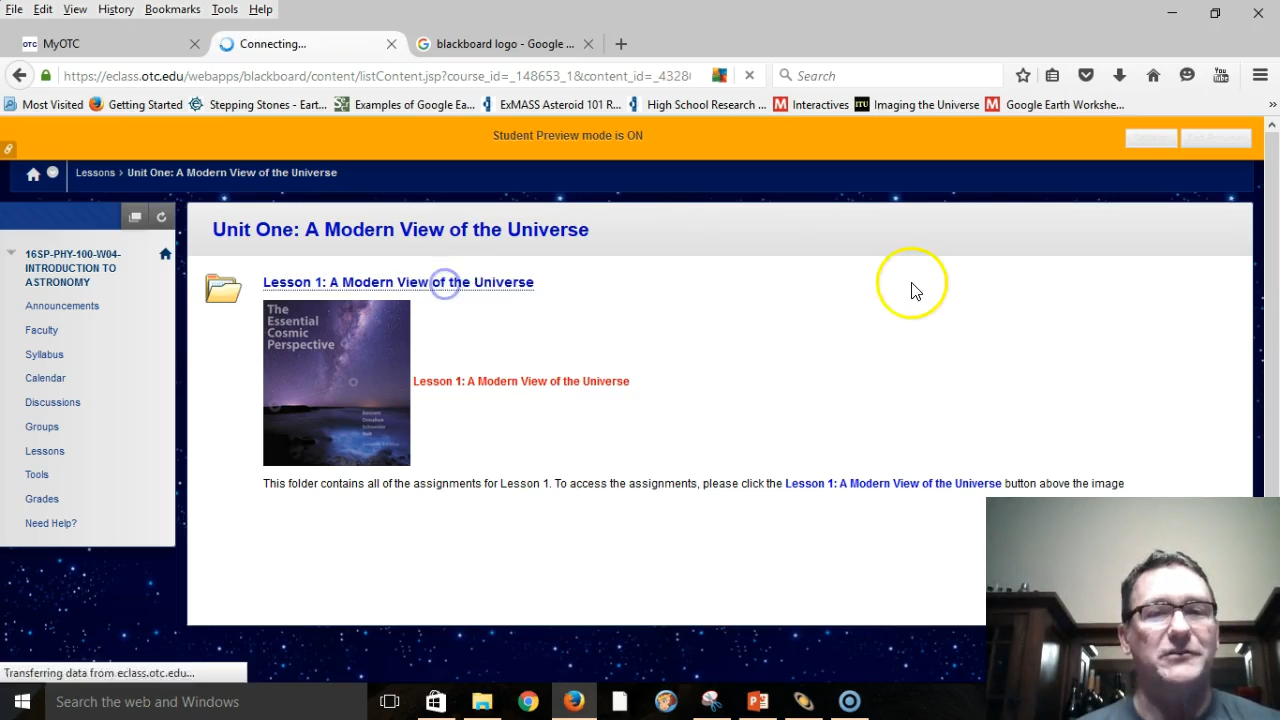 File Edit View History Bookmarks Tools Help
MyOTC
Connecting...
blackboard logo - Google ...
https://eclass.otc.edu/webapps/blackboard/content/listContent.jsp?course_id=_148653_1&content_id=_4328
Search
Most Visited Getting Started Stepping Stones - Eart... Examples of Google Ea... ExMASS Asteroid 101 R... High School Research ... Interactives ITU Imaging the Universe Google Earth Workshe...
Student Preview mode is ON
Lessons > Unit One: A Modern View of the Universe
16SP-PHY-100-W04-
INTRODUCTION TO
ASTRONOMY
Announcements
Faculty
Syllabus
Calendar
Discussions
Groups
Lessons
Tools
Grades
Need Help?
Unit One: A Modern View of the Universe
Lesson 1: A Modern View of the Universe
The
Essential
Cosmic
Perspective
Lesson 1: A Modern View of the Universe
This folder contains all of the assignments for Lesson 1. To access the assignments, please click the Lesson 1: A Modern View of the Universe button above the image
Transferring data from eclass.otc.edu...
Search the web and Windows